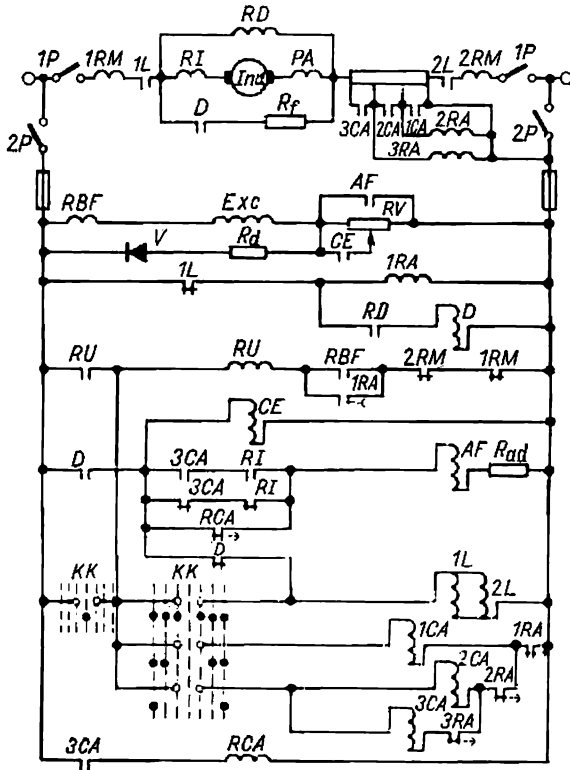 RD
1P 1RM 1L RI Ind PA 2L 2RM 1P
D Rf 3CA 2CA 1CA 2RA
2P 3RA 2P
RBF Exc AF RV
V Rd CE
1L 1RA
RD D
RU RU RBF 2RM 1RM
1RA
CE
D 3CA RI AF Rad
3CA RI
RCA
D
KK KK 1L 2L
1CA 1RA
2CA 2RA
3CA 3RA
3CA RCA